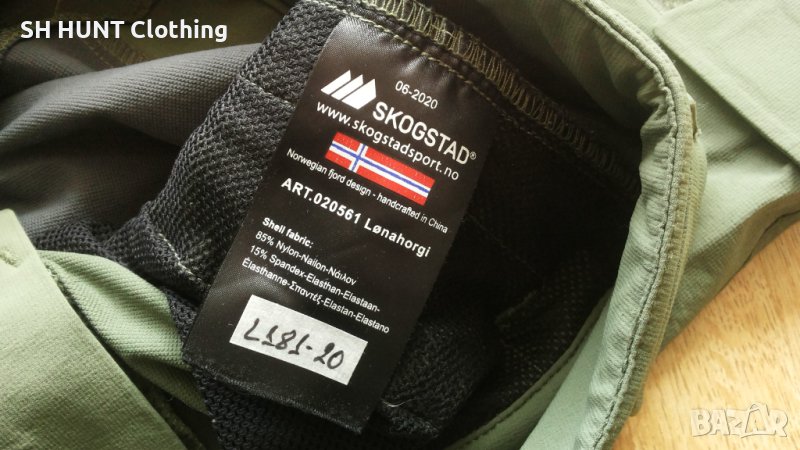 SH HUNT Clothing
06-2020
SKOGSTAD®
www.skogstadsport.no
Norwegian fjord design - handcrafted in China
ART.020561 Lønahorgi
Shell fabric:
85% Nylon-Nailon-Νάιλον
15% Spandex-Elasthan-Elastaan-
Élasthanne-Σπαντέξ-Elastan-Elastano
L181-20
BAZAR